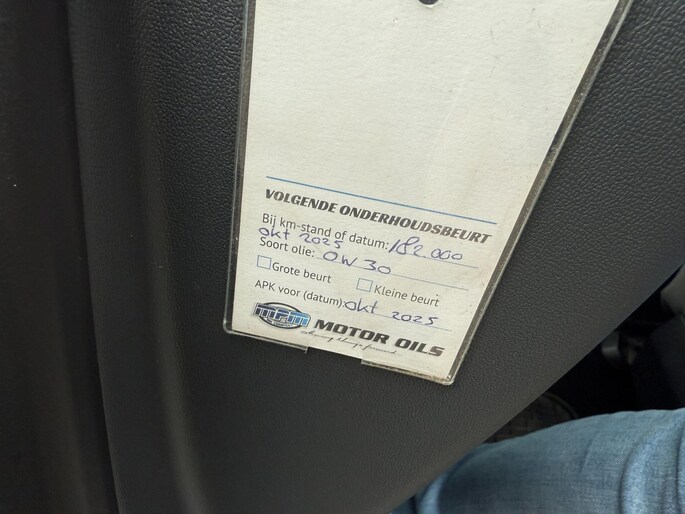 VOLGENDE ONDERHOUDSBEURT
Bij km-stand of datum: 182.000
okt 2025
Soort olie: 0W30
Grote beurt Kleine beurt
APK voor (datum): okt 2025
MOTOR OILS